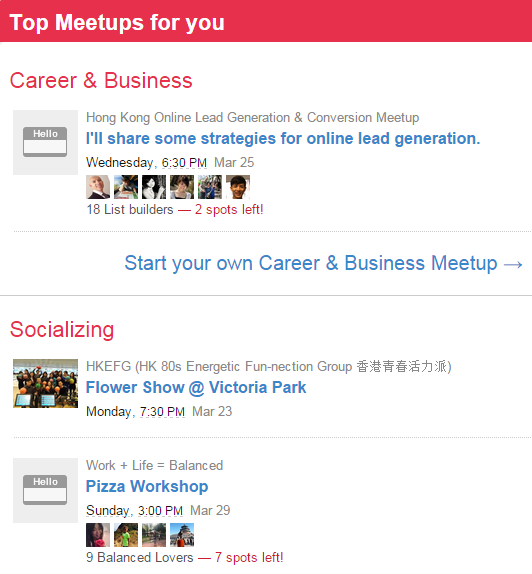 Top Meetups for you
Career & Business
Hello
Hong Kong Online Lead Generation & Conversion Meetup
I'll share some strategies for online lead generation.
Wednesday, 6:30 PM Mar 25
18 List builders — 2 spots left!
Start your own Career & Business Meetup →
Socializing
HKEFG (HK 80s Energetic Fun-nection Group 香港青春活力派)
Flower Show @ Victoria Park
Monday, 7:30 PM Mar 23
Hello
Work + Life = Balanced
Pizza Workshop
Sunday, 3:00 PM Mar 29
9 Balanced Lovers — 7 spots left!